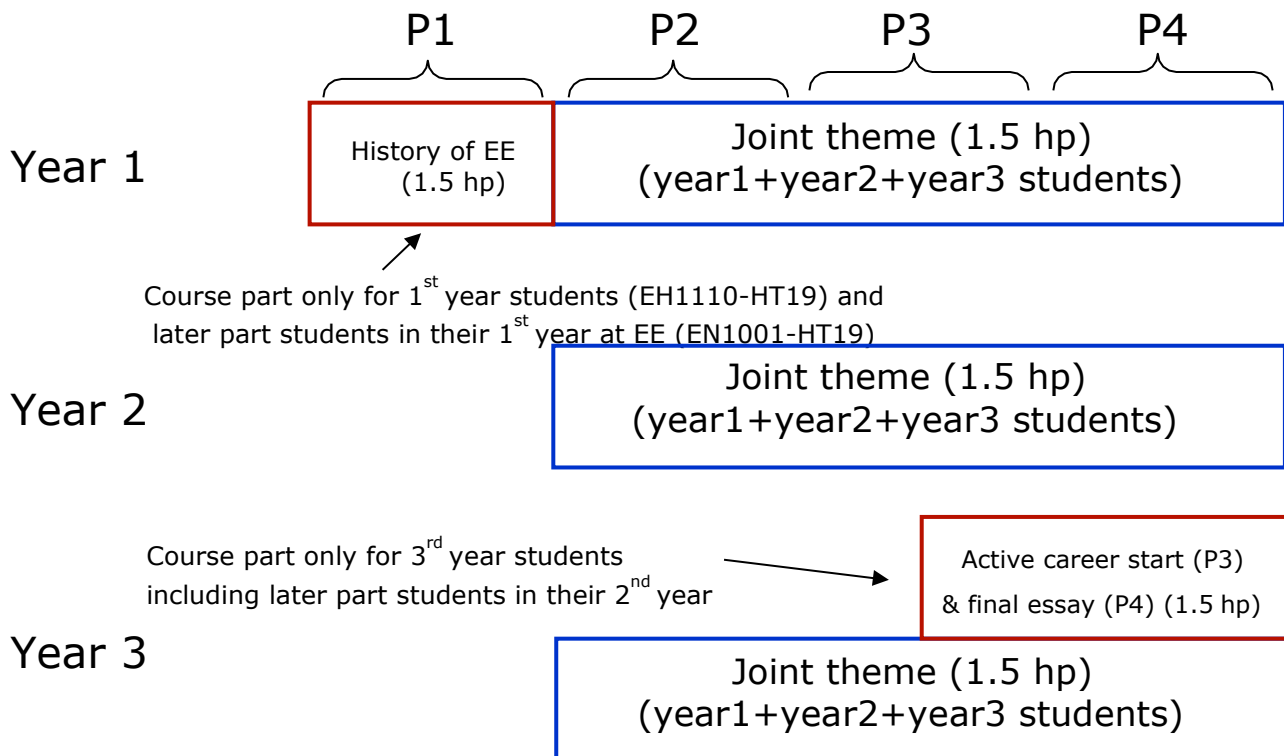 P1 P2 P3 P4
Year 1
History of EE
(1.5 hp)
Joint theme (1.5 hp)
(year1+year2+year3 students)
Course part only for 1st year students (EH1110-HT19) and
later part students in their 1st year at EE (EN1001-HT19)
Year 2
Joint theme (1.5 hp)
(year1+year2+year3 students)
Course part only for 3rd year students
including later part students in their 2nd year
Active career start (P3)
& final essay (P4) (1.5 hp)
Year 3
Joint theme (1.5 hp)
(year1+year2+year3 students)